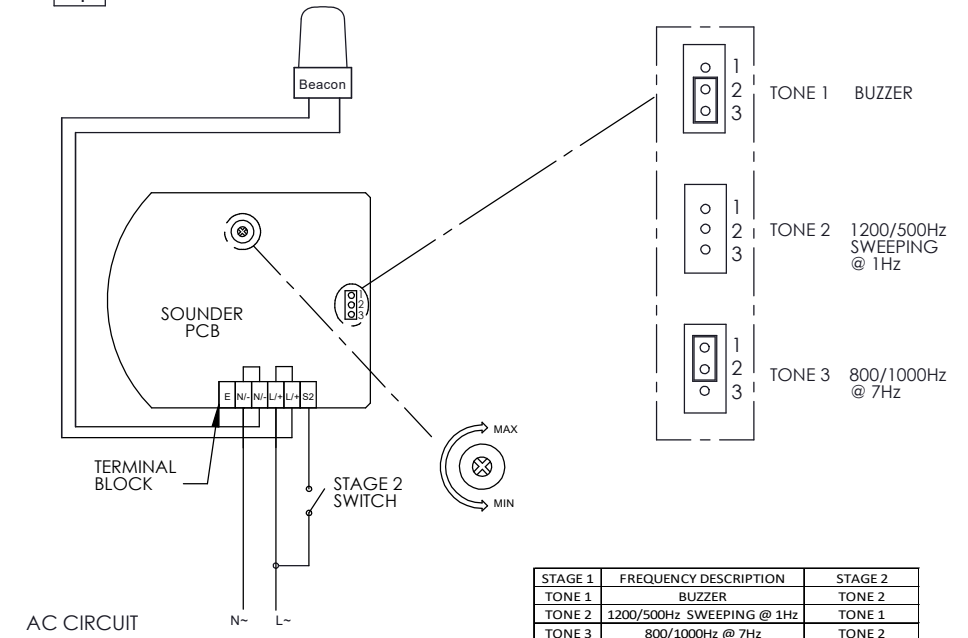 Beacon
1
2
3
TONE 1 BUZZER
1
2
3
TONE 2 1200/500Hz
SWEEPING
@ 1Hz
1
2
3
SOUNDER
PCB
1
2
3
TONE 3 800/1000Hz
@ 7Hz
E N/- N/- L/+ L/+ S2
MAX
MIN
TERMINAL
BLOCK
STAGE 2
SWITCH
STAGE 1 FREQUENCY DESCRIPTION STAGE 2
TONE 1 BUZZER TONE 2
TONE 2 1200/500Hz SWEEPING @ 1Hz TONE 1
TONE 3 800/1000Hz @ 7Hz TONE 2
AC CIRCUIT N~ L~